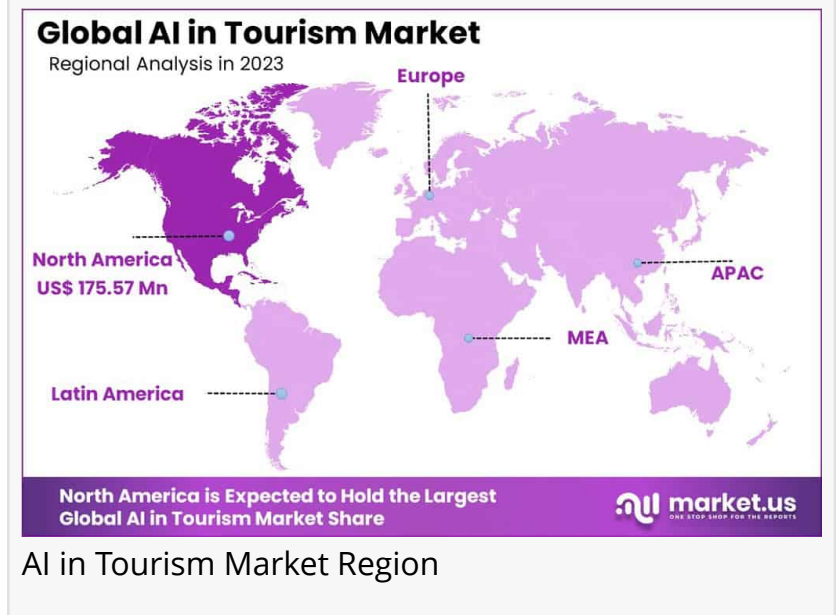 Global AI in Tourism Market
Regional Analysis in 2023
Europe
North America
US$ 175.57 Mn
APAC
MEA
Latin America
North America is Expected to Hold the Largest
Global AI in Tourism Market Share
market.us
ONE STOP SHOP FOR THE REPORTS
AI in Tourism Market Region